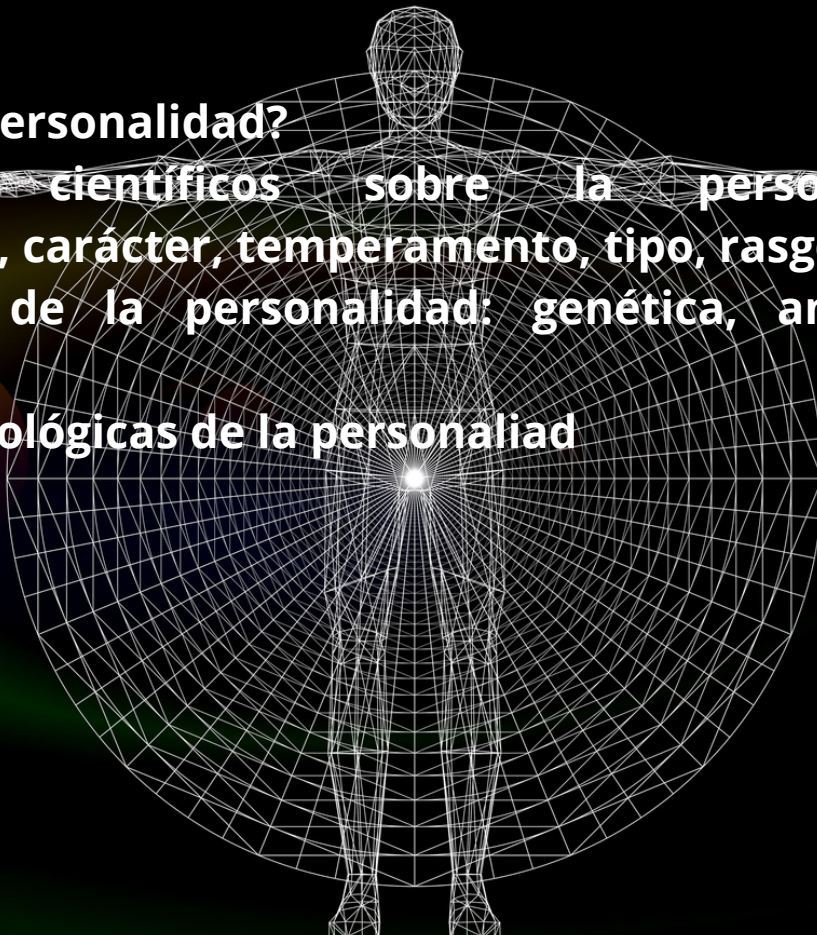 ersonalidad?
científicos sobre la perso
, carácter, temperamento, tipo, rasg
de la personalidad: genética, a
ológicas de la personaliad